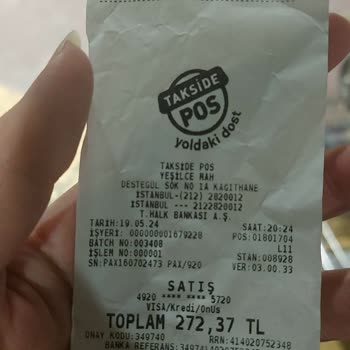 TAKSİDE
POS
yoldaki dost
TAKSİDE POS
YEŞİLCE MAH
DESTEGÜL SOK NO 1A KAGITHANE
İSTANBUL-(212) 2820012
İSTANBUL --- 2122820012
T.HALK BANKASI A.Ş.
TARİH:19.05.24 SAAT:20:24
İŞYERİ: 000000001679228 POS:01801704
BATCH NO:003408 L11
İŞLEM NO:000001 STAN:008928
SN:PAX160702473 PAX/920 VER:03.00.33
SATIŞ
4920 **** **** 5720
VISA/Kredi/OnUs
TOPLAM 272,37 TL
ONAY KODU:349740 RRN:414020752348
BANKA REFERANS: